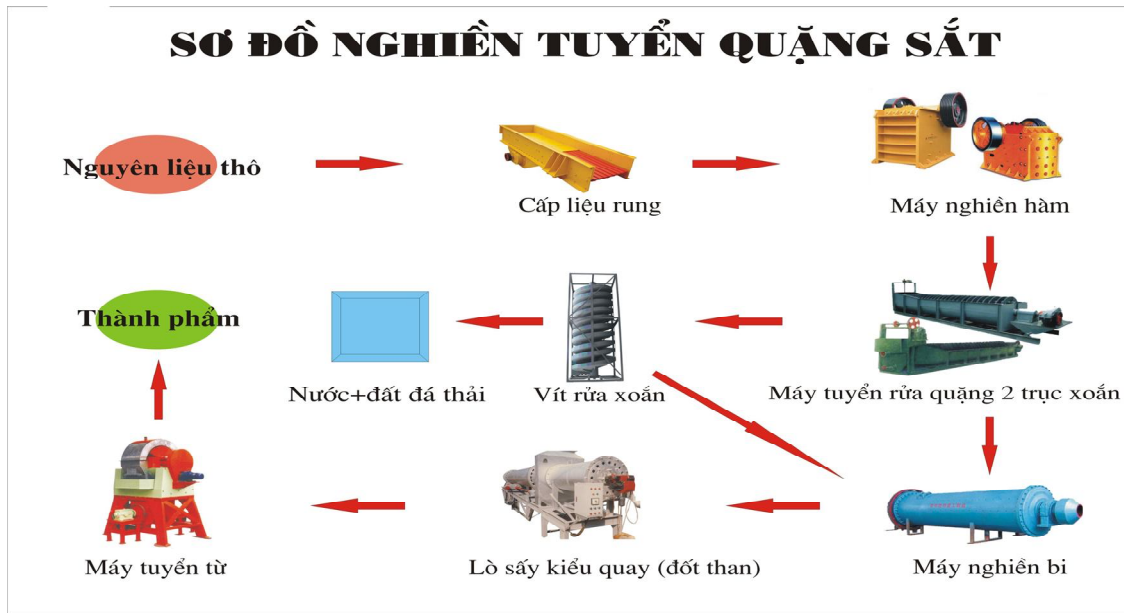 SƠ ĐỒ NGHIỀN TUYỂN QUẶNG SẮT
Nguyên liệu thô
Cấp liệu rung
Máy nghiền hàm
Thành phẩm
Nước+đất đá thải
Vít rửa xoắn
Máy tuyển rửa quặng 2 trục xoắn
Máy tuyển từ
Lò sấy kiểu quay (đốt than)
Máy nghiền bi